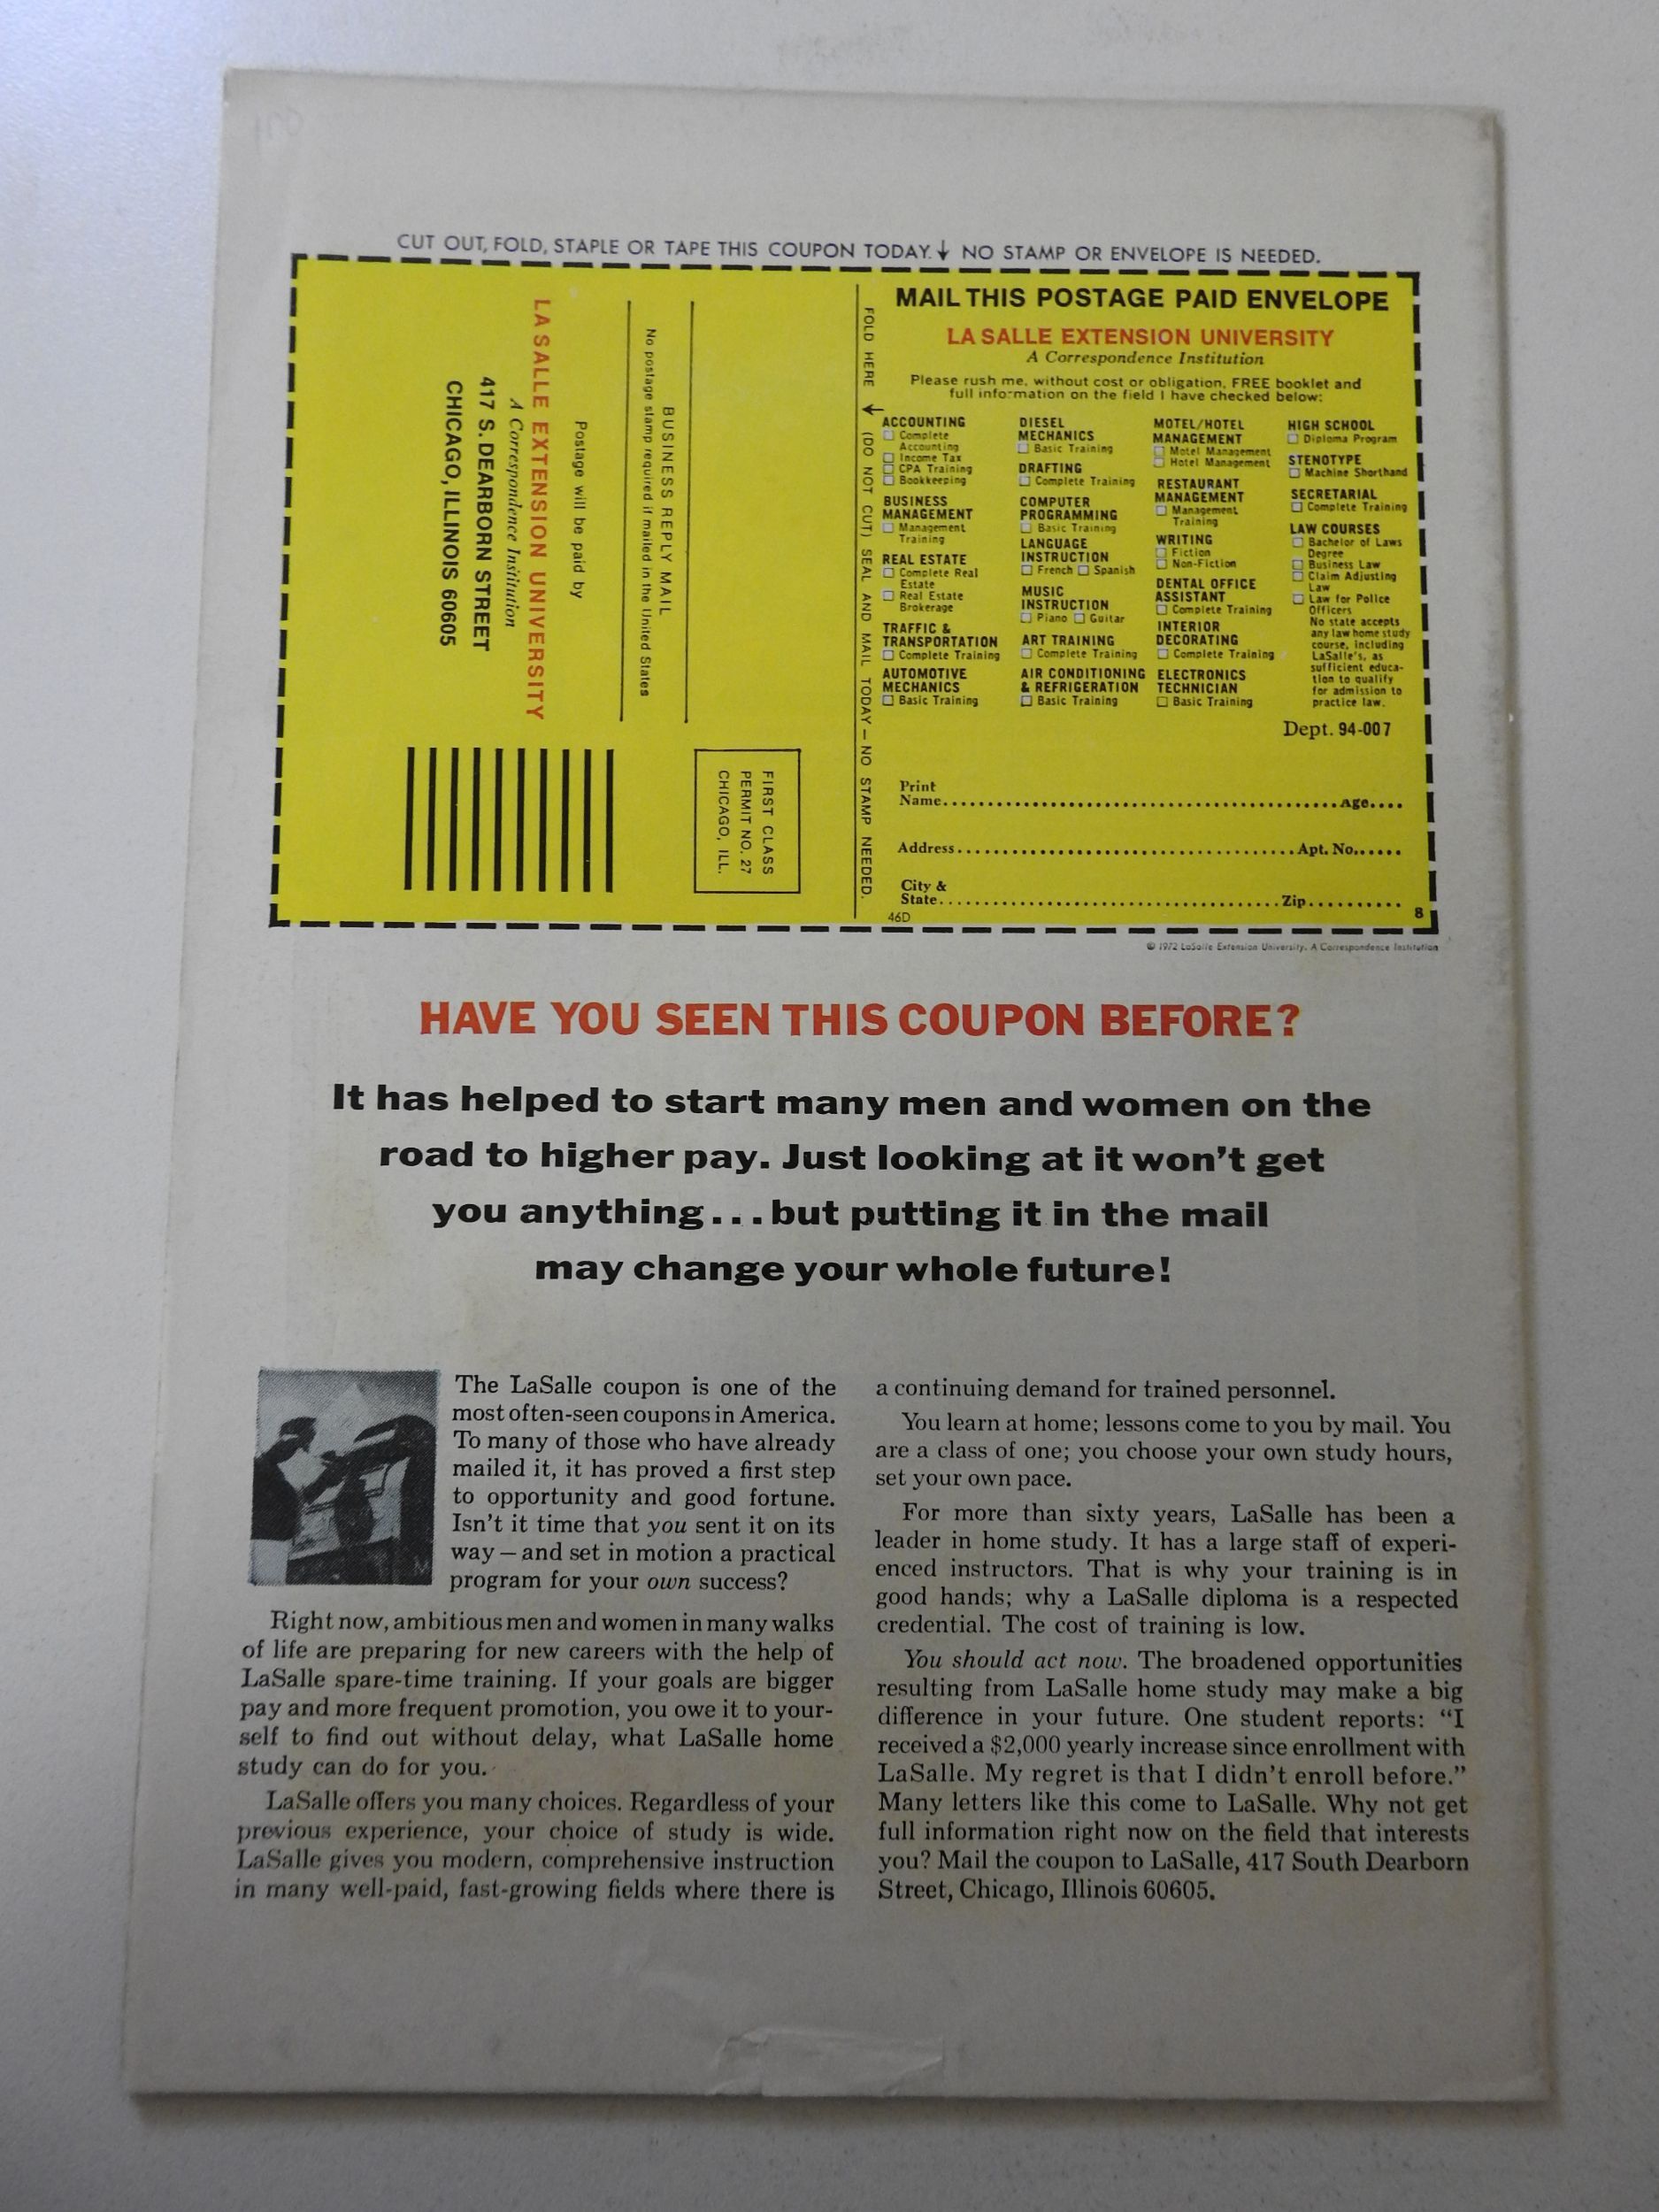 CUT OUT, FOLD, STAPLE OR TAPE THIS COUPON TODAY.↓ NO STAMP OR ENVELOPE IS NEEDED.
BUSINESS REPLY MAIL
No postage stamp required if mailed in the United States
Postage will be paid by
LA SALLE EXTENSION UNIVERSITY
A Correspondence Institution
417 S. DEARBORN STREET
CHICAGO, ILLINOIS 60605
FIRST CLASS
PERMIT NO. 27
CHICAGO, ILL.
FOLD HERE ↓ (DO NOT CUT) SEAL AND MAIL TODAY — NO STAMP NEEDED.
MAIL THIS POSTAGE PAID ENVELOPE
LA SALLE EXTENSION UNIVERSITY
A Correspondence Institution
Please rush me, without cost or obligation, FREE booklet and
full information on the field I have checked below:
ACCOUNTING
☐ Complete
Accounting
☐ Income Tax
☐ CPA Training
☐ Bookkeeping
BUSINESS
MANAGEMENT
☐ Management
Training
REAL ESTATE
☐ Complete Real
Estate
☐ Real Estate
Brokerage
TRAFFIC &
TRANSPORTATION
☐ Complete Training
AUTOMOTIVE
MECHANICS
☐ Basic Training
DIESEL
MECHANICS
☐ Basic Training
DRAFTING
☐ Complete Training
COMPUTER
PROGRAMMING
☐ Basic Training
LANGUAGE
INSTRUCTION
☐ French ☐ Spanish
MUSIC
INSTRUCTION
☐ Piano ☐ Guitar
ART TRAINING
☐ Complete Training
AIR CONDITIONING
& REFRIGERATION
☐ Basic Training
MOTEL/HOTEL
MANAGEMENT
☐ Motel Management
☐ Hotel Management
RESTAURANT
MANAGEMENT
☐ Management
Training
WRITING
☐ Fiction
☐ Non-Fiction
DENTAL OFFICE
ASSISTANT
☐ Complete Training
INTERIOR
DECORATING
☐ Complete Training
ELECTRONICS
TECHNICIAN
☐ Basic Training
HIGH SCHOOL
☐ Diploma Program
STENOTYPE
☐ Machine Shorthand
SECRETARIAL
☐ Complete Training
LAW COURSES
☐ Bachelor of Laws
Degree
☐ Business Law
☐ Claim Adjusting
Law
☐ Law for Police
Officers
No state accepts
any law home study
course, including
LaSalle's, as
sufficient educa-
tion to qualify
for admission to
practice law.
Dept. 94-007
Print
Name.................Age....
Address.................Apt. No......
City &
State.................Zip..........
46D 8
© 1972 LaSalle Extension University, A Correspondence Institution
HAVE YOU SEEN THIS COUPON BEFORE?
It has helped to start many men and women on the
road to higher pay. Just looking at it won't get
you anything...but putting it in the mail
may change your whole future!
The LaSalle coupon is one of the
most often-seen coupons in America.
To many of those who have already
mailed it, it has proved a first step
to opportunity and good fortune.
Isn't it time that you sent it on its
way — and set in motion a practical
program for your own success?
Right now, ambitious men and women in many walks
of life are preparing for new careers with the help of
LaSalle spare-time training. If your goals are bigger
pay and more frequent promotion, you owe it to your-
self to find out without delay, what LaSalle home
study can do for you.
LaSalle offers you many choices. Regardless of your
previous experience, your choice of study is wide.
LaSalle gives you modern, comprehensive instruction
in many well-paid, fast-growing fields where there is
a continuing demand for trained personnel.
You learn at home; lessons come to you by mail. You
are a class of one; you choose your own study hours,
set your own pace.
For more than sixty years, LaSalle has been a
leader in home study. It has a large staff of experi-
enced instructors. That is why your training is in
good hands; why a LaSalle diploma is a respected
credential. The cost of training is low.
You should act now. The broadened opportunities
resulting from LaSalle home study may make a big
difference in your future. One student reports: "I
received a $2,000 yearly increase since enrollment with
LaSalle. My regret is that I didn't enroll before."
Many letters like this come to LaSalle. Why not get
full information right now on the field that interests
you? Mail the coupon to LaSalle, 417 South Dearborn
Street, Chicago, Illinois 60605.